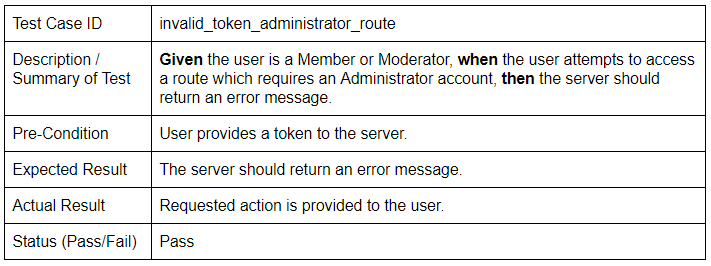 Test Case ID invalid_token_administrator_route
Description / Given the user is a Member or Moderator, when the user attempts to access
Summary of Test a route which requires an Administrator account, then the server should
return an error message.
Pre-Condition User provides a token to the server.
Expected Result The server should return an error message.
Actual Result Requested action is provided to the user.
Status (Pass/Fail) Pass